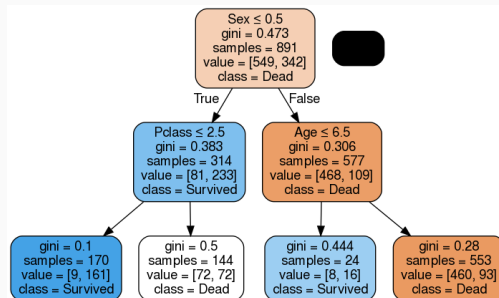 Sex ≤ 0.5
gini = 0.473
samples = 891
value = [549, 342]
class = Dead
True
False
Pclass ≤ 2.5
gini = 0.383
samples = 314
value = [81, 233]
class = Survived
Age ≤ 6.5
gini = 0.306
samples = 577
value = [468, 109]
class = Dead
gini = 0.1
samples = 170
value = [9, 161]
class = Survived
gini = 0.5
samples = 144
value = [72, 72]
class = Dead
gini = 0.444
samples = 24
value = [8, 16]
class = Survived
gini = 0.28
samples = 553
value = [460, 93]
class = Dead